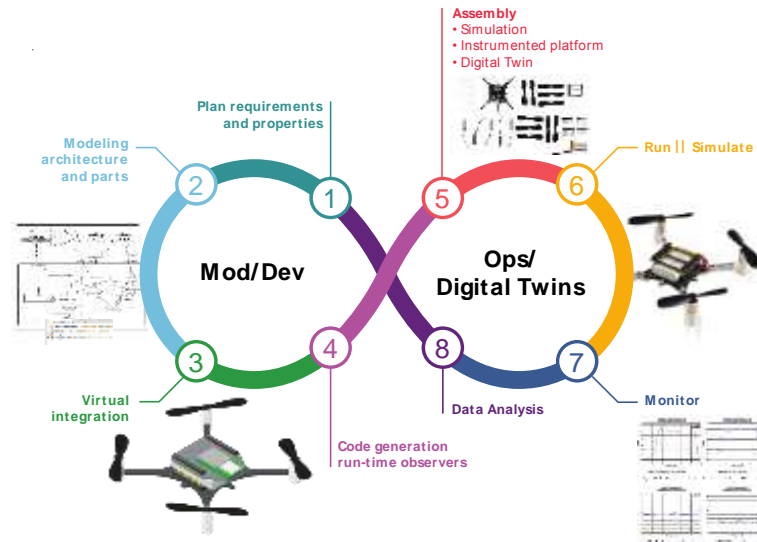 Assembly
• Simulation
• Instrumented platform
• Digital Twin
Plan requirements
and properties
Modeling
architecture
and parts
Run || Simulate
2
1
5
6
Mod/Dev
Ops/
Digital Twins
3
4
8
7
Virtual
integration
Data Analysis
Monitor
Code generation
run-time observers